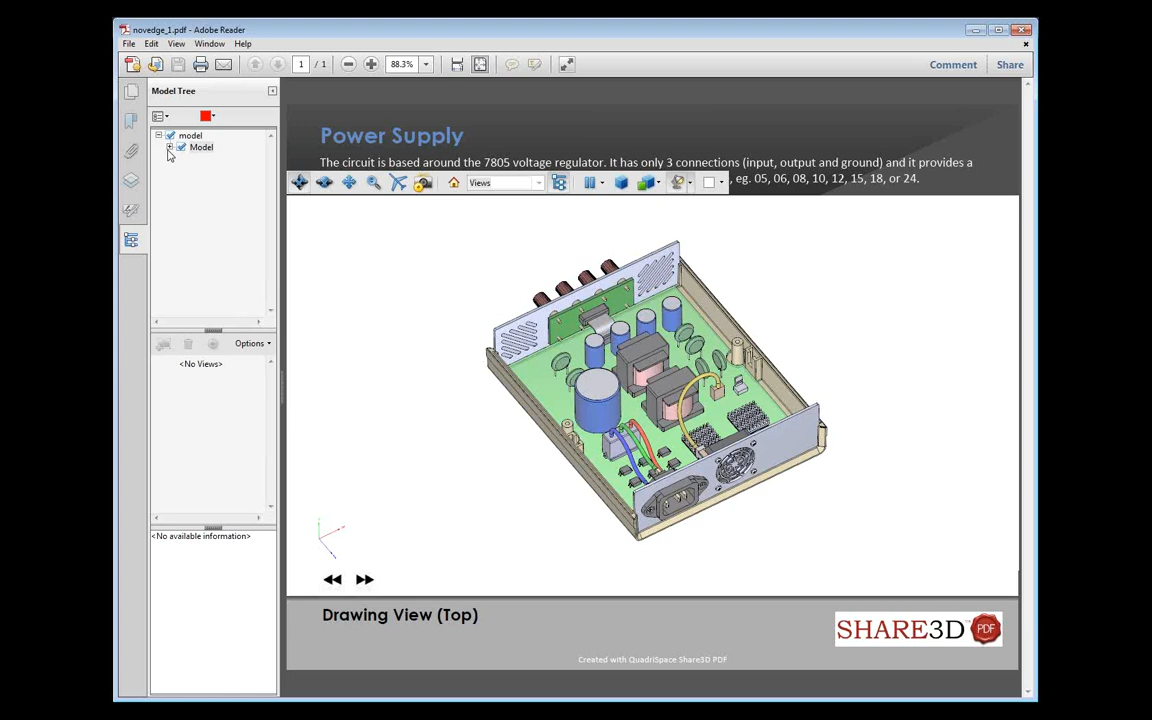 novedge_1.pdf - Adobe Reader
File Edit View Window Help
1 / 1 88.3% Comment Share
Model Tree
model
Model
Options
<No Views>
<No available information>
Power Supply
The circuit is based around the 7805 voltage regulator. It has only 3 connections (input, output and ground) and it provides a
Views
, eg. 05, 06, 08, 10, 12, 15, 18, or 24.
Drawing View (Top)
SHARE3D PDF
Created with QuadriSpace Share3D PDF